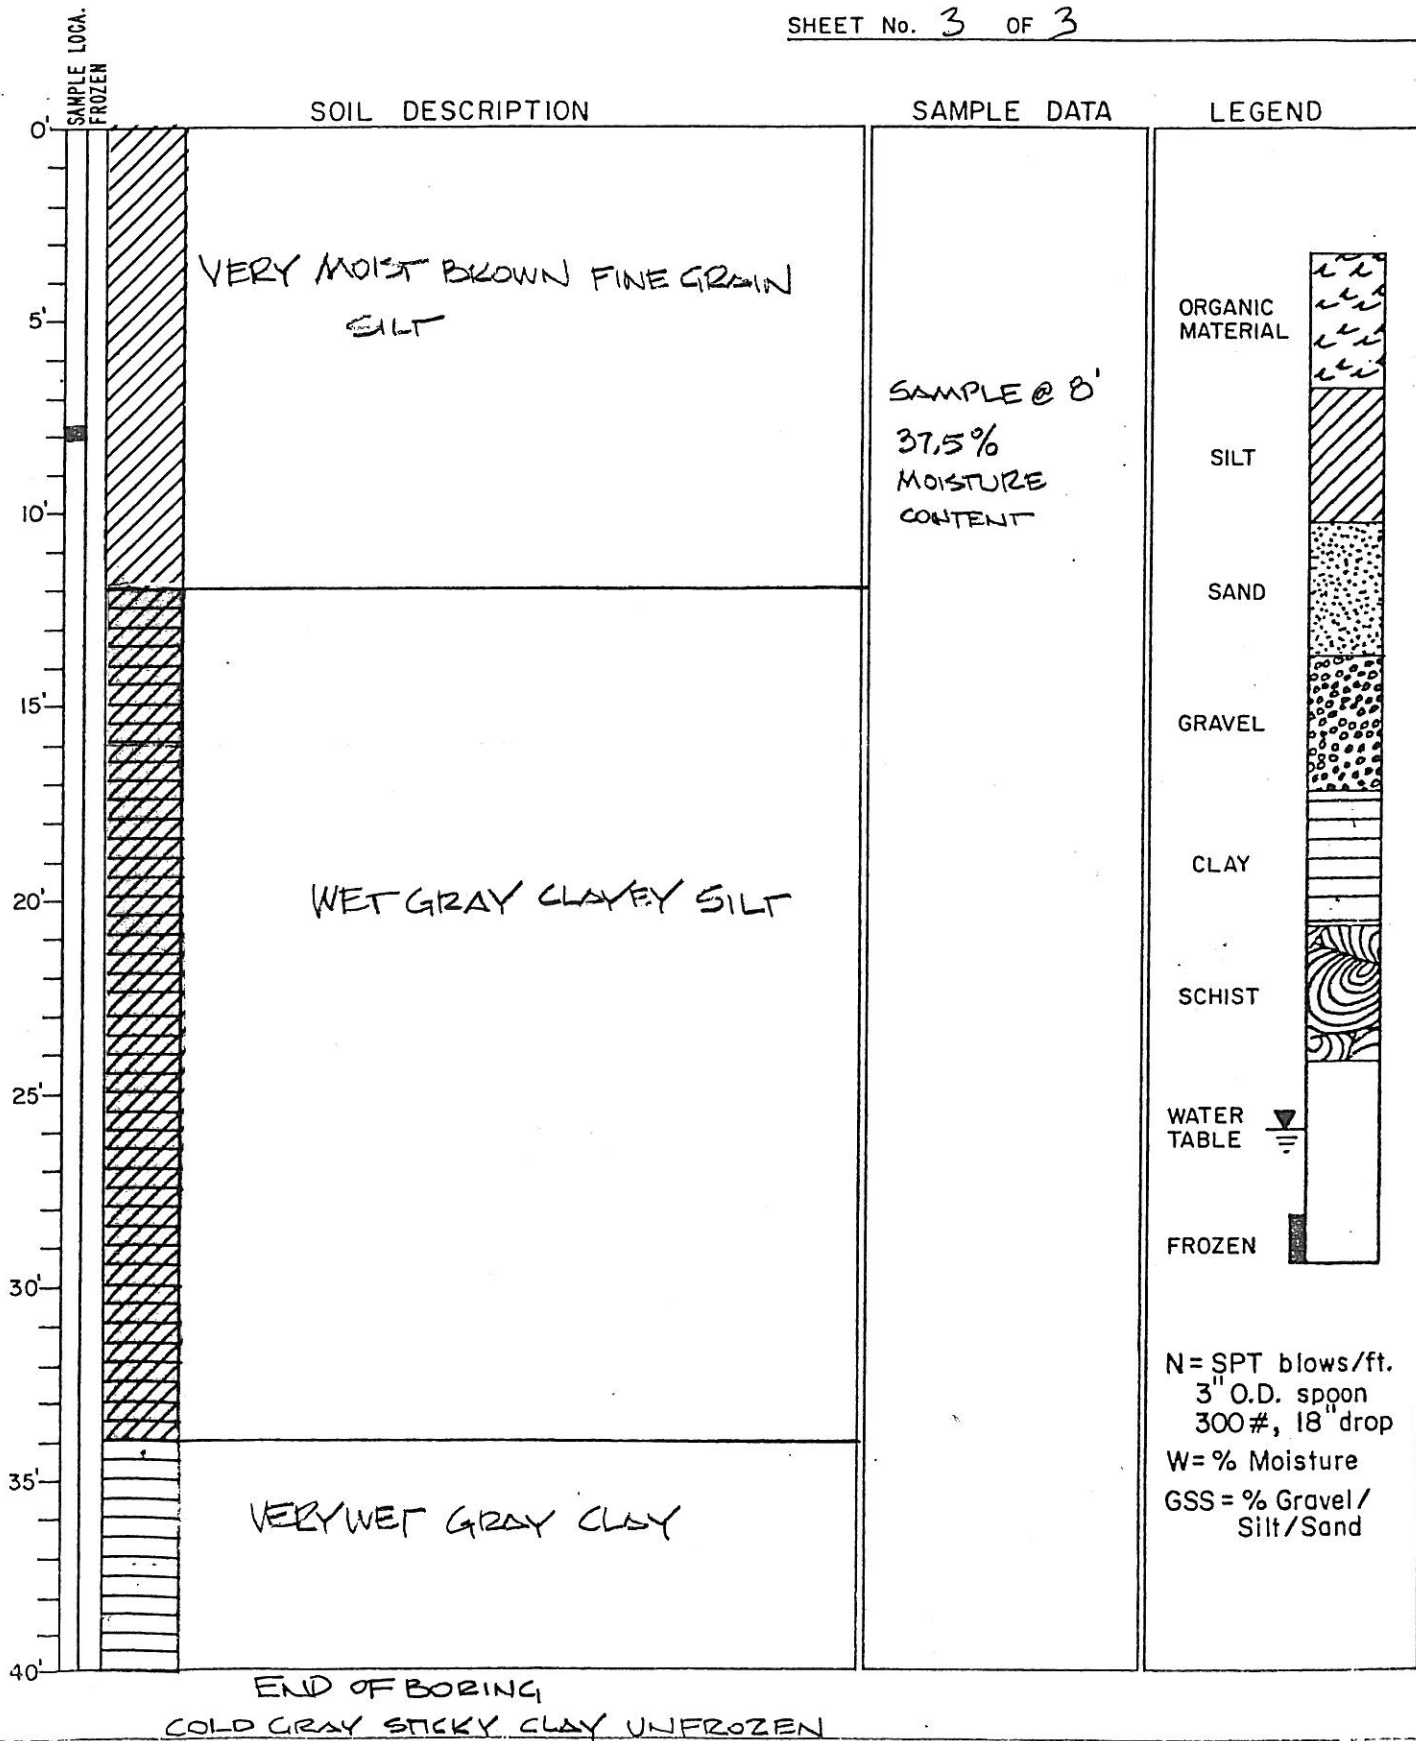 SHEET No. 3 OF 3
SAMPLE LOCA.
FROZEN
SOIL DESCRIPTION
SAMPLE DATA
LEGEND
0'
5'
10'
15'
20'
25'
30'
35'
40'
VERY MOIST BROWN FINE GRAIN
SILT
WET GRAY CLAYEY SILT
VERY WET GRAY CLAY
END OF BORING
COLD GRAY STICKY CLAY UNFROZEN
SAMPLE @ 8'
37.5%
MOISTURE
CONTENT
ORGANIC
MATERIAL
SILT
SAND
GRAVEL
CLAY
SCHIST
WATER
TABLE
FROZEN
N = SPT blows/ft.
3" O.D. spoon
300#, 18" drop
W = % Moisture
GSS = % Gravel/
Silt/Sand